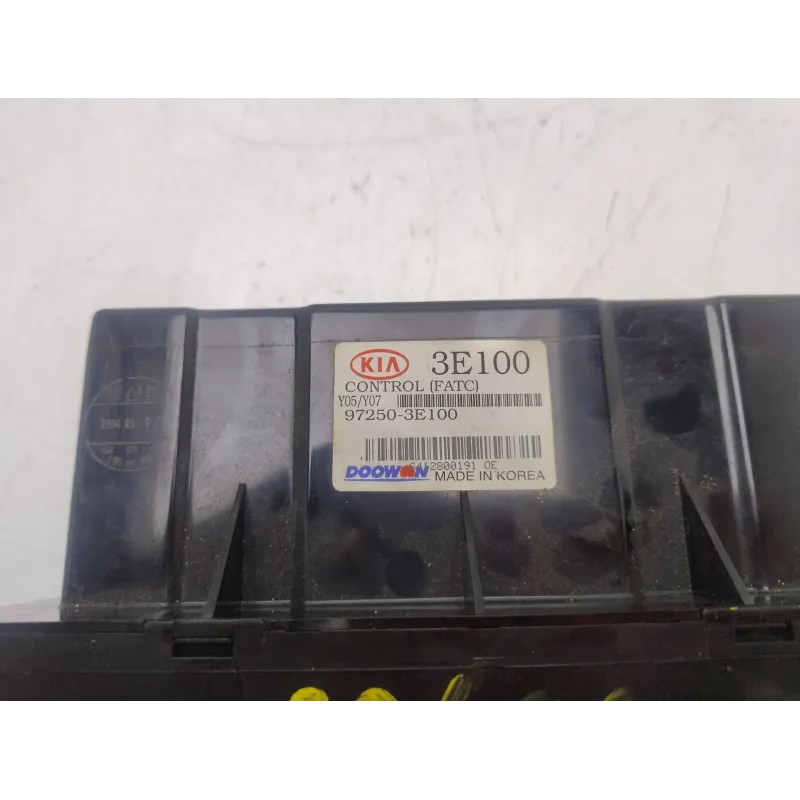 KIA 3E100
CONTROL (FATC)
Y05/Y07
97250-3E100
DOOWON MADE IN KOREA